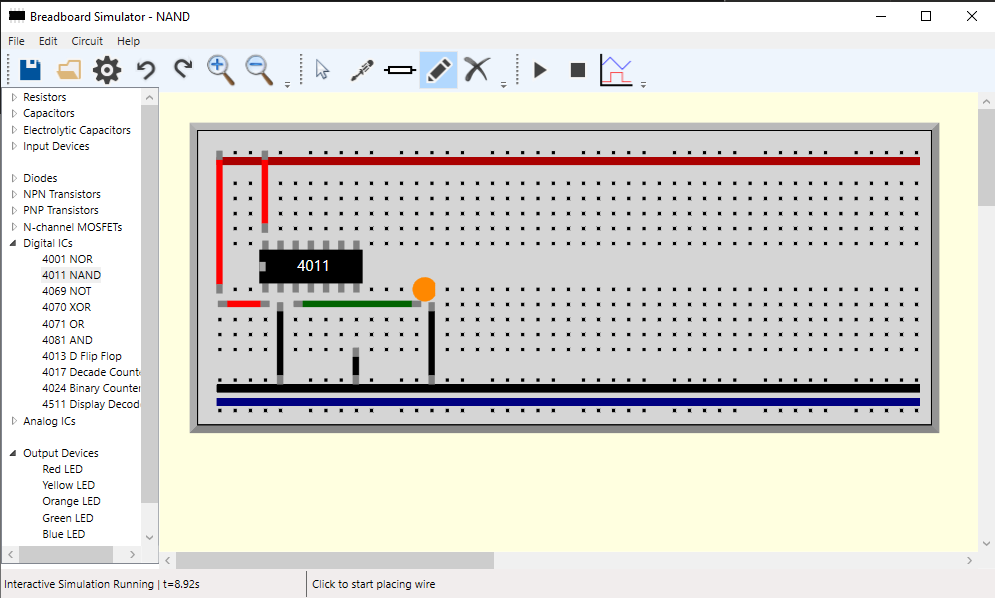 Breadboard Simulator - NAND
File Edit Circuit Help
Resistors
Capacitors
Electrolytic Capacitors
Input Devices
Diodes
NPN Transistors
PNP Transistors
N-channel MOSFETs
Digital ICs
4001 NOR
4011 NAND
4069 NOT
4070 XOR
4071 OR
4081 AND
4013 D Flip Flop
4017 Decade Count
4024 Binary Counter
4511 Display Decod
Analog ICs
Output Devices
Red LED
Yellow LED
Orange LED
Green LED
Blue LED
4011
Interactive Simulation Running | t=8.92s
Click to start placing wire